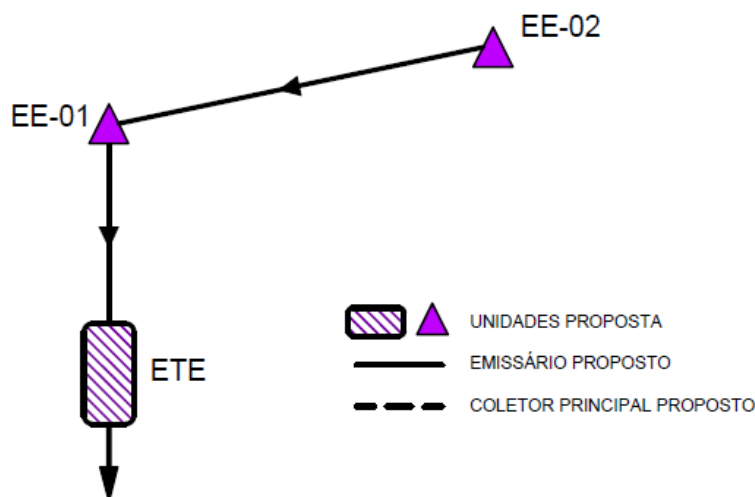 EE-02
EE-01
ETE
UNIDADES PROPOSTA
EMISSÁRIO PROPOSTO
COLETOR PRINCIPAL PROPOSTO